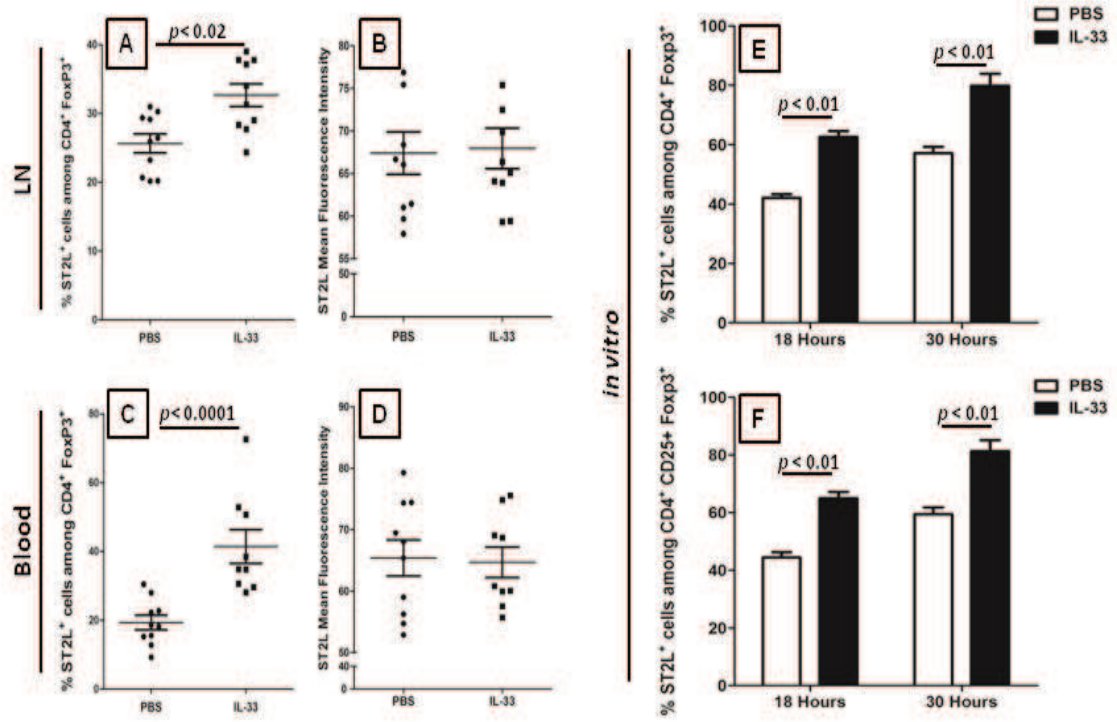 LN
A
p< 0.02
% ST2L⁺ cells among CD4⁺ FoxP3⁺
40
30
20
10
0
PBS
IL-33
B
ST2L Mean Fluorescence Intensity
80
75
70
65
60
55
50
0
PBS
IL-33
Blood
C
p< 0.0001
% ST2L⁺ cells among CD4⁺ FoxP3⁺
80
60
40
20
0
PBS
IL-33
D
ST2L Mean Fluorescence Intensity
90
80
70
60
50
40
0
PBS
IL-33
in vitro
E
PBS
IL-33
% ST2L⁺ cells among CD4⁺ Foxp3⁺
100
80
60
40
20
0
p < 0.01
p < 0.01
18 Hours
30 Hours
F
PBS
IL-33
% ST2L⁺ cells among CD4⁺ CD25+ Foxp3⁺
100
80
60
40
20
0
p < 0.01
p < 0.01
18 Hours
30 Hours